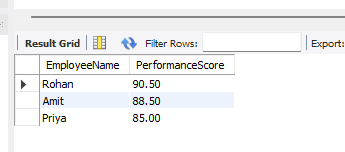 Result Grid Filter Rows: Export:
EmployeeName PerformanceScore
Rohan 90.50
Amit 88.50
Priya 85.00